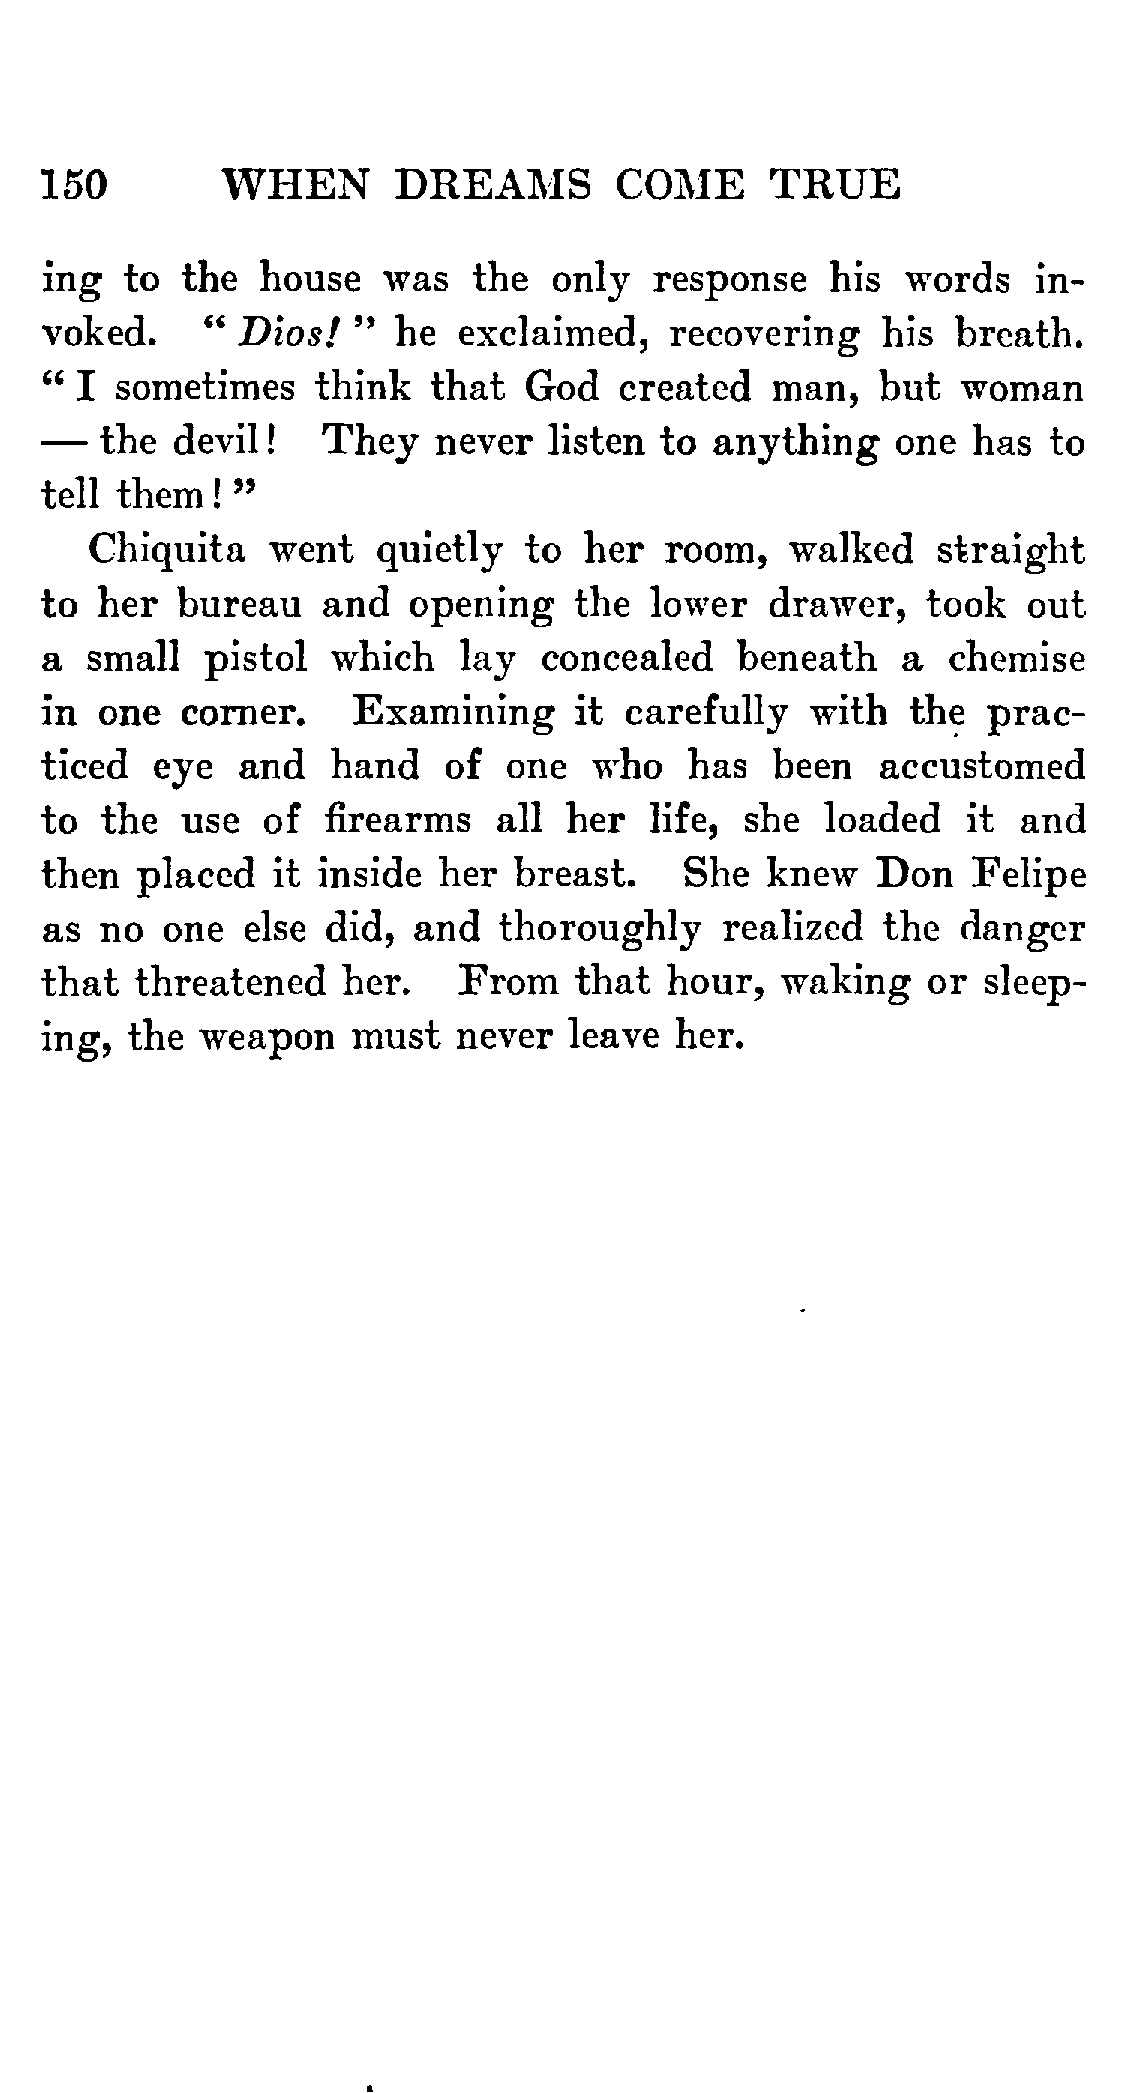 150 WHEN DREAMS COME TRUE
ing to the house was the only response his words in-
voked. " Dios! " he exclaimed, recovering his breath.
" I sometimes think that God created man, but woman
— the devil! They never listen to anything one has to
tell them! "
Chiquita went quietly to her room, walked straight
to her bureau and opening the lower drawer, took out
a small pistol which lay concealed beneath a chemise
in one corner. Examining it carefully with the prac-
ticed eye and hand of one who has been accustomed
to the use of firearms all her life, she loaded it and
then placed it inside her breast. She knew Don Felipe
as no one else did, and thoroughly realized the danger
that threatened her. From that hour, waking or sleep-
ing, the weapon must never leave her.